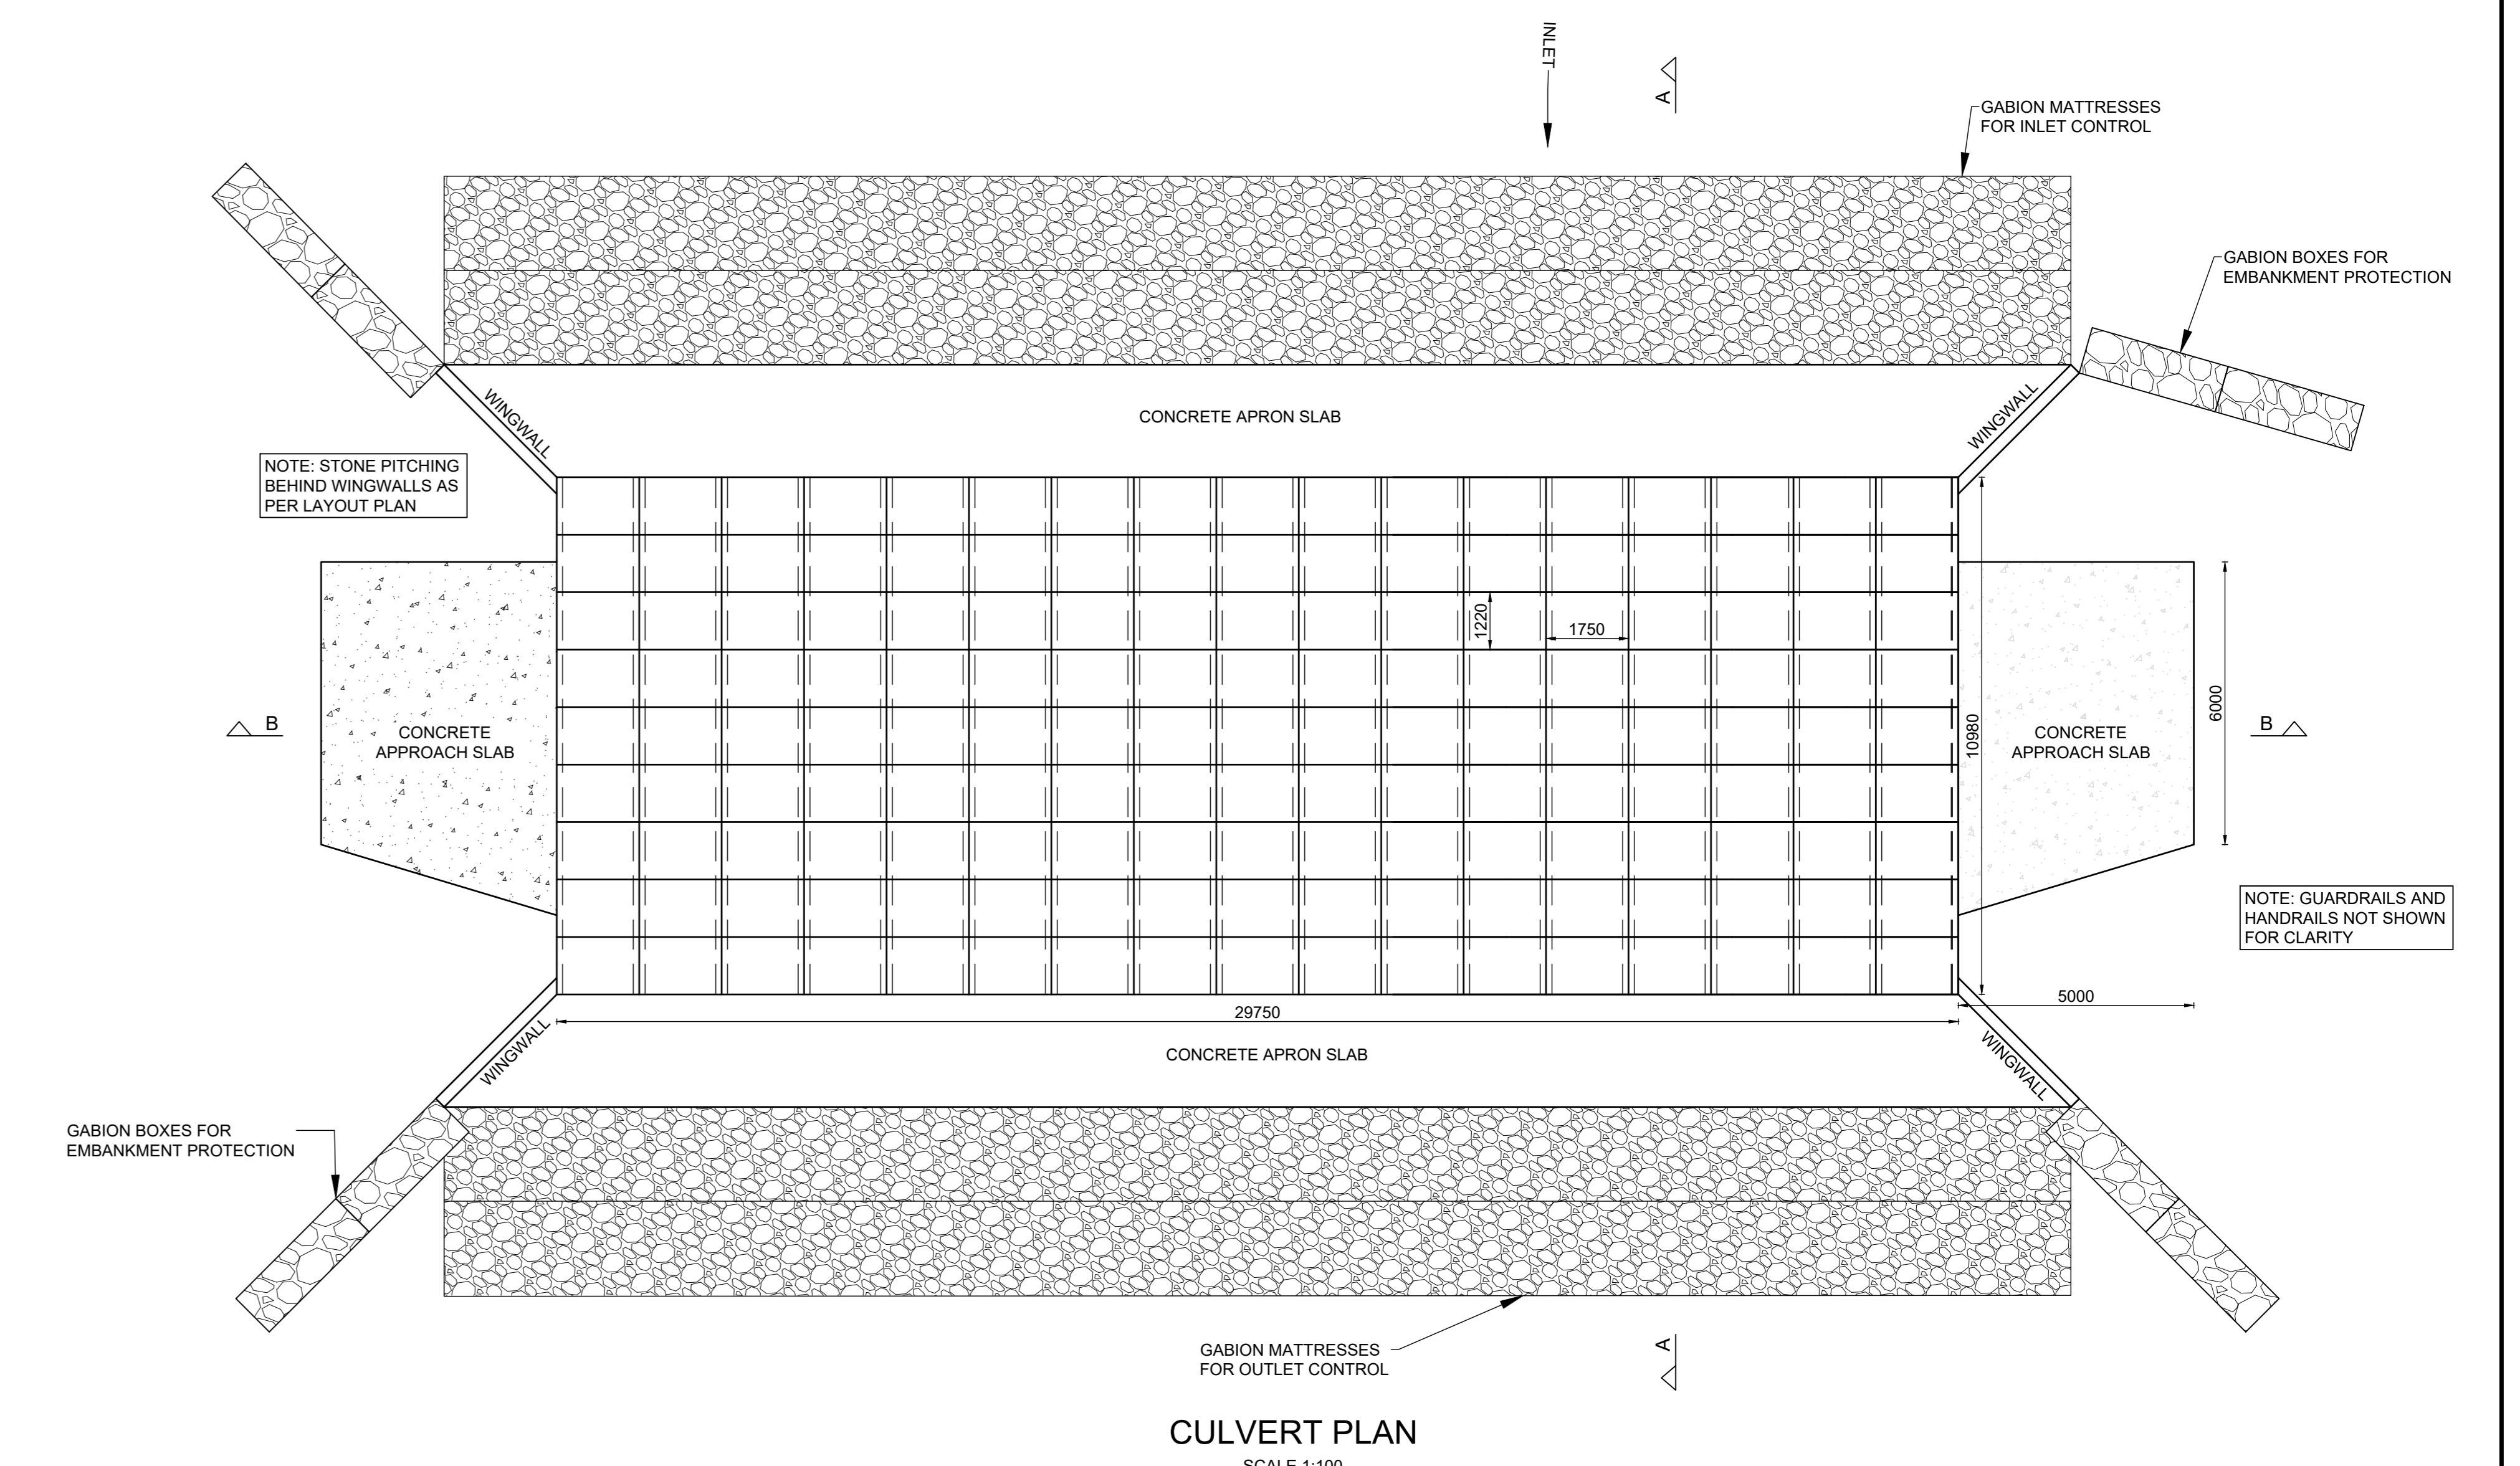 INLET
A
GABION MATTRESSES
FOR INLET CONTROL
GABION BOXES FOR
EMBANKMENT PROTECTION
WINGWALL
CONCRETE APRON SLAB
WINGWALL
NOTE: STONE PITCHING
BEHIND WINGWALLS AS
PER LAYOUT PLAN
1220
1750
B
CONCRETE
APPROACH SLAB
10980
CONCRETE
APPROACH SLAB
6000
B
NOTE: GUARDRAILS AND
HANDRAILS NOT SHOWN
FOR CLARITY
29750
5000
WINGWALL
CONCRETE APRON SLAB
WINGWALL
GABION BOXES FOR
EMBANKMENT PROTECTION
GABION MATTRESSES
FOR OUTLET CONTROL
A
CULVERT PLAN
SCALE 1:100